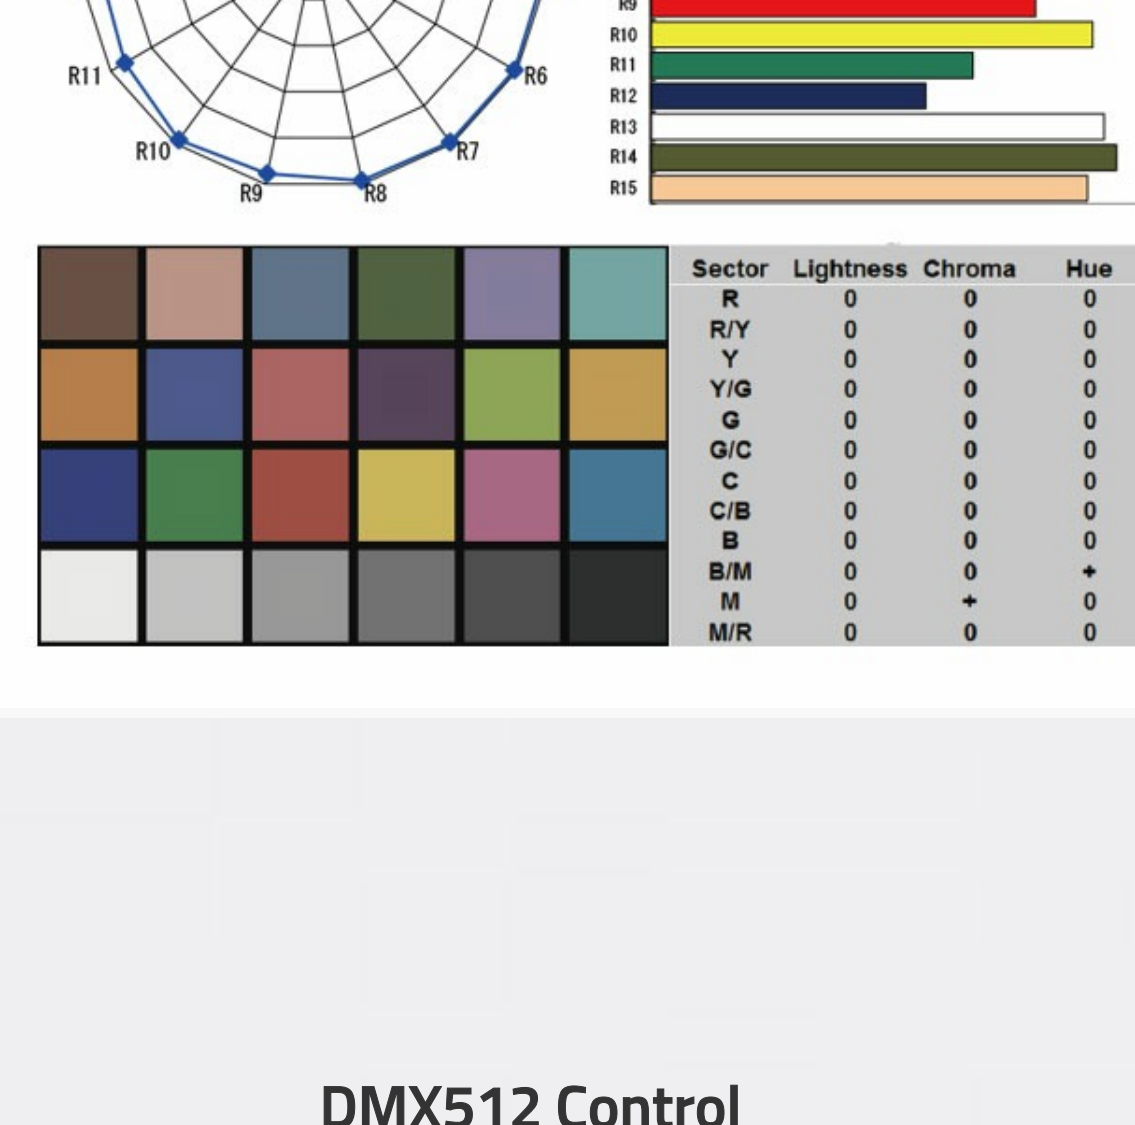 R11
R6
R10
R7
R9
R8
R9
R10
R11
R12
R13
R14
R15
Sector Lightness Chroma Hue
R 0 0 0
R/Y 0 0 0
Y 0 0 0
Y/G 0 0 0
G 0 0 0
G/C 0 0 0
C 0 0 0
C/B 0 0 0
B 0 0 0
B/M 0 0 +
M 0 + 0
M/R 0 0 0
DMX512 Control